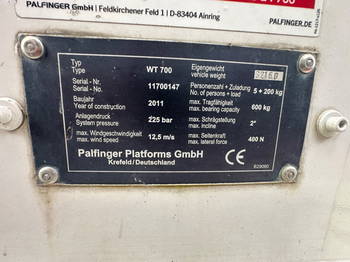 PALFINGER GmbH | Feldkirchener Feld 1 | D-83404 Ainring
PALFINGER.DE
Typ
Type WT 700
Serial - Nr.
Serial - No. 11700147
Baujahr
Year of construction 2011
Anlagendruck
System pressure 225 bar
max. Windgeschwindigkeit
max. wind speed 12,5 m/s
Eigengewicht
vehicle weight
Personenzahl + Zuladung
No. of persons + load 5 + 200 kg
max. Tragfähigkeit
max. bearing capacity 600 kg
max. Schrägstellung
max. incline 2°
max. Seitenkraft
max. lateral force 400 N
Palfinger Platforms GmbH
Krefeld/Deutschland
CE